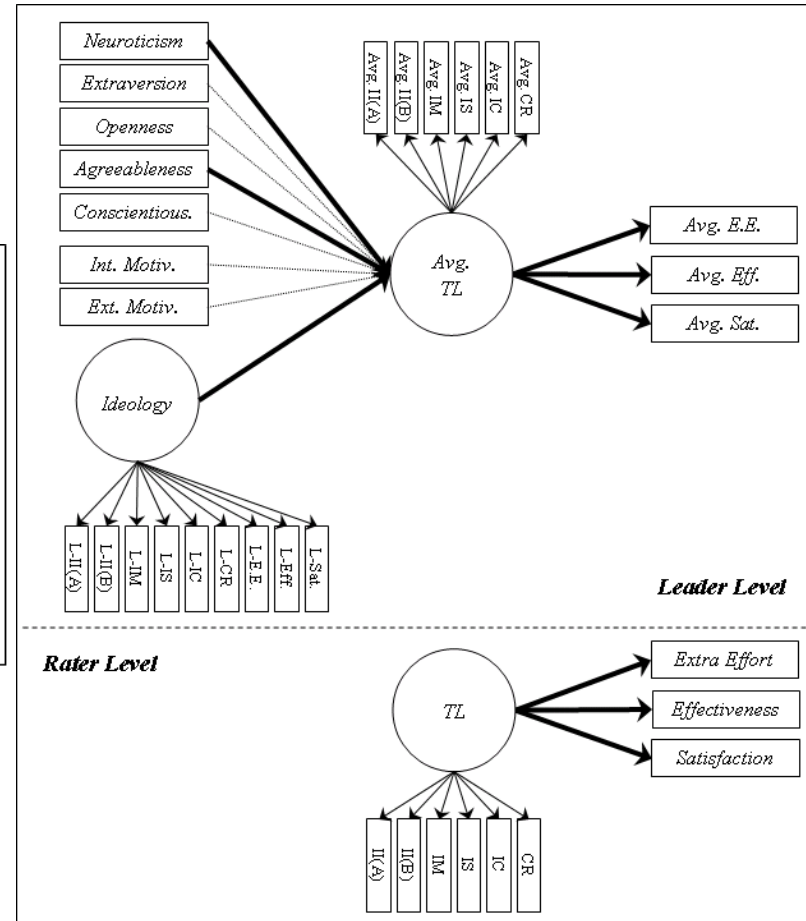 Neuroticism
Extraversion
Openness
Agreeableness
Conscientious.
Int. Motiv.
Ext. Motiv.
Avg. II(A)
Avg. II(B)
Avg. IM
Avg. IS
Avg. IC
Avg. CR
Avg.
TL
Avg. E.E.
Avg. Eff.
Avg. Sat.
Ideology
L-II(A)
L-II(B)
L-IM
L-IS
L-IC
L-CR
L-E.E.
L-Eff.
L-Sat.
Leader Level
Rater Level
TL
Extra Effort
Effectiveness
Satisfaction
II(A)
II(B)
IM
IS
IC
CR